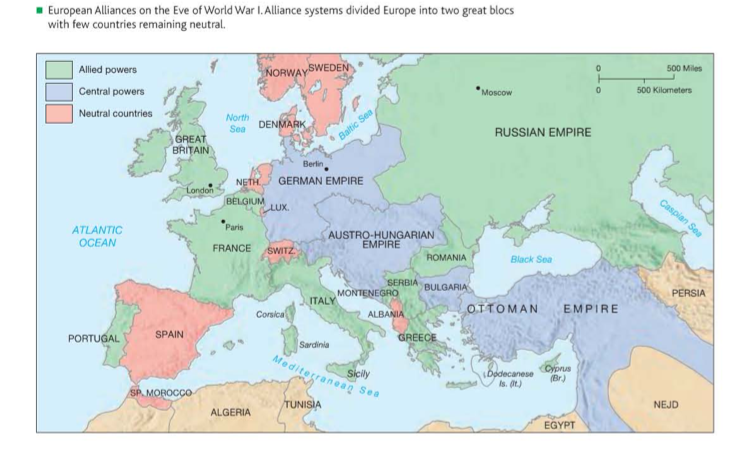 European Alliances on the Eve of World War I. Alliance systems divided Europe into two great blocs
with few countries remaining neutral.
Allied powers
Central powers
Neutral countries
0 500 Miles
0 500 Kilometers
NORWAY
SWEDEN
Moscow
North
Sea
DENMARK
Baltic Sea
RUSSIAN EMPIRE
GREAT
BRITAIN
Berlin
NETH.
GERMAN EMPIRE
London
BELGIUM
LUX.
Caspian Sea
Paris
ATLANTIC
OCEAN
AUSTRO-HUNGARIAN
EMPIRE
FRANCE
SWITZ.
ROMANIA
Black Sea
SERBIA
BULGARIA
MONTENEGRO
PERSIA
ITALY
Corsica
ALBANIA
OTTOMAN EMPIRE
PORTUGAL
SPAIN
GREECE
Sardinia
Mediterranean Sea
Sicily
Dodecanese
Is. (It.)
Cyprus
(Br.)
SP. MOROCCO
ALGERIA
TUNISIA
NEJD
EGYPT